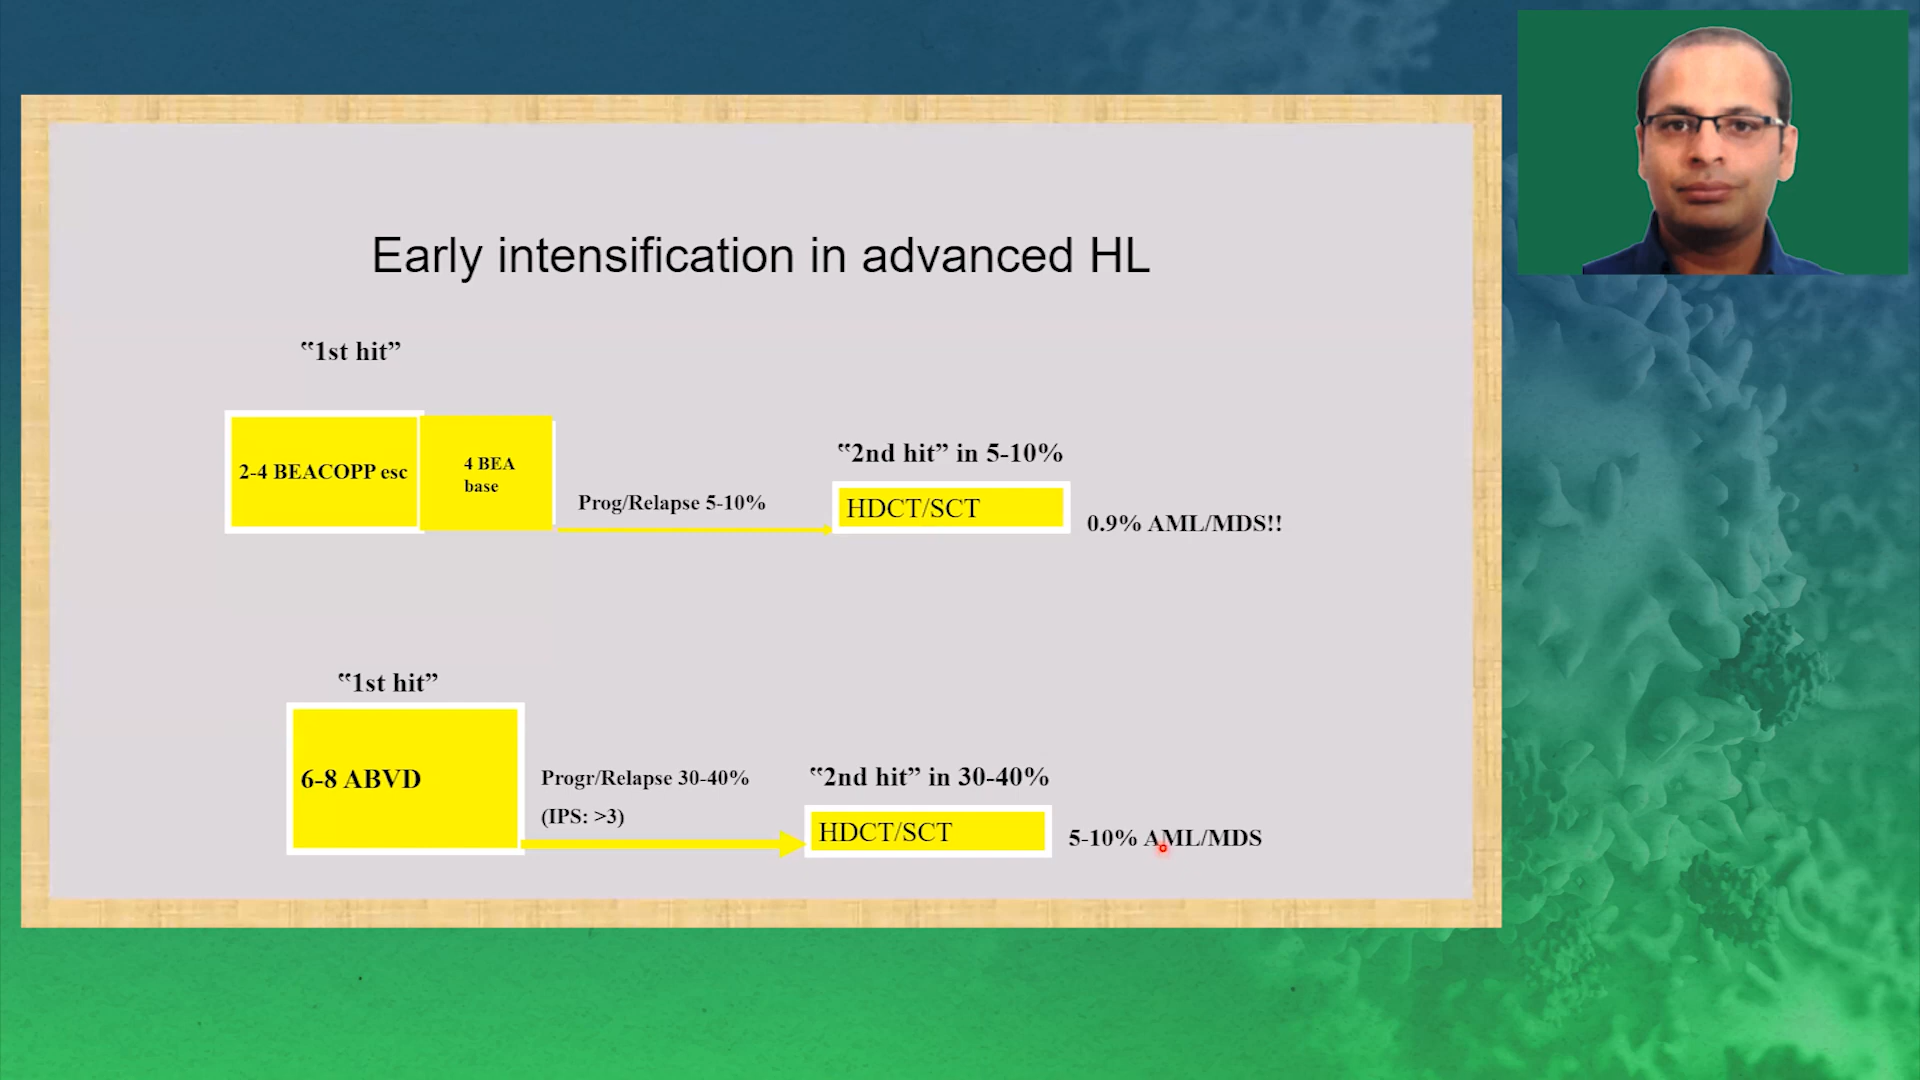 Early intensification in advanced HL
‟1st hit”
2-4 BEACOPP esc
4 BEA
base
Prog/Relapse 5-10%
‟2nd hit” in 5-10%
HDCT/SCT
0.9% AML/MDS!!
‟1st hit”
6-8 ABVD
Progr/Relapse 30-40%
(IPS: >3)
‟2nd hit” in 30-40%
HDCT/SCT
5-10% AML/MDS